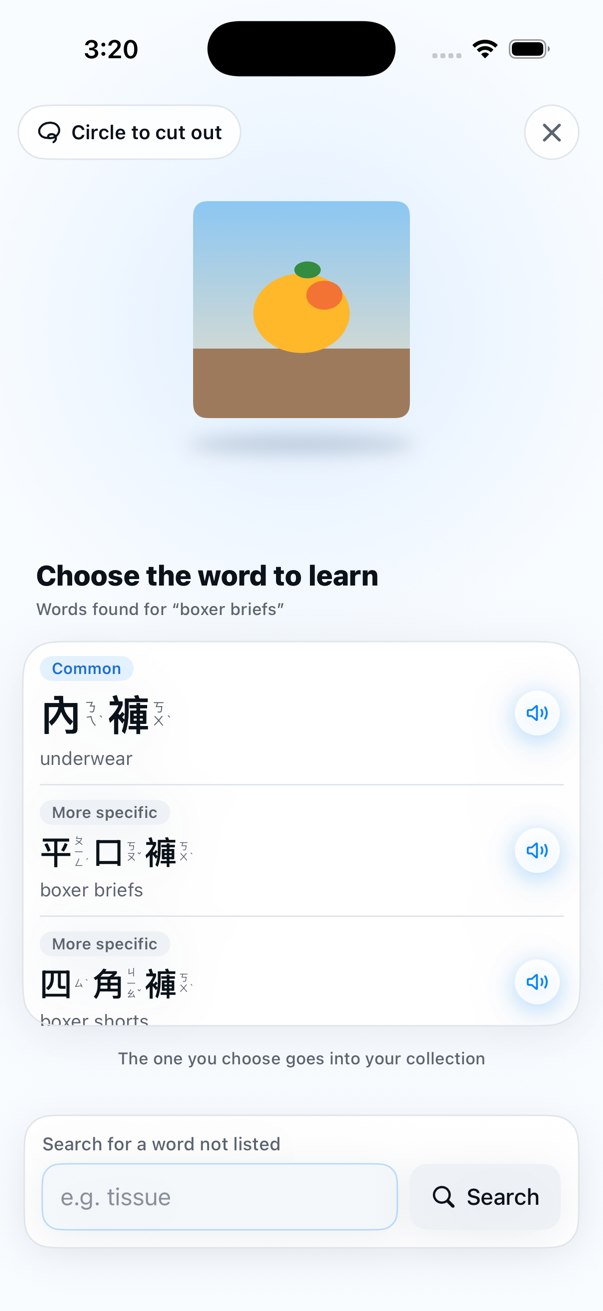 3:20
Circle to cut out
Choose the word to learn
Words found for “boxer briefs”
Common
內ㄋㄟˋ褲ㄎㄨˋ
underwear
More specific
平ㄆㄧㄥˊ口ㄎㄡˇ褲ㄎㄨˋ
boxer briefs
More specific
四ㄙˋ角ㄐㄧㄠˇ褲ㄎㄨˋ
boxer shorts
The one you choose goes into your collection
Search for a word not listed
e.g. tissue
Search